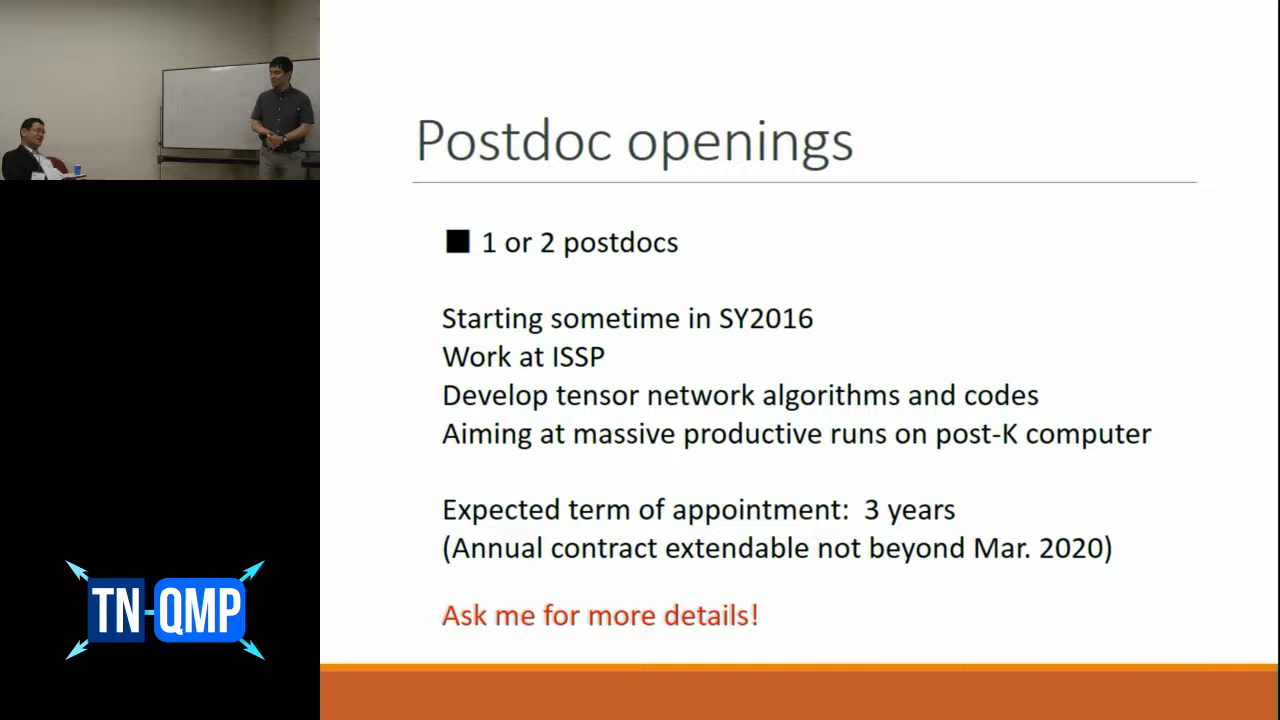 Postdoc openings
■ 1 or 2 postdocs
Starting sometime in SY2016
Work at ISSP
Develop tensor network algorithms and codes
Aiming at massive productive runs on post-K computer
Expected term of appointment: 3 years
(Annual contract extendable not beyond Mar. 2020)
Ask me for more details!
TN-QMP